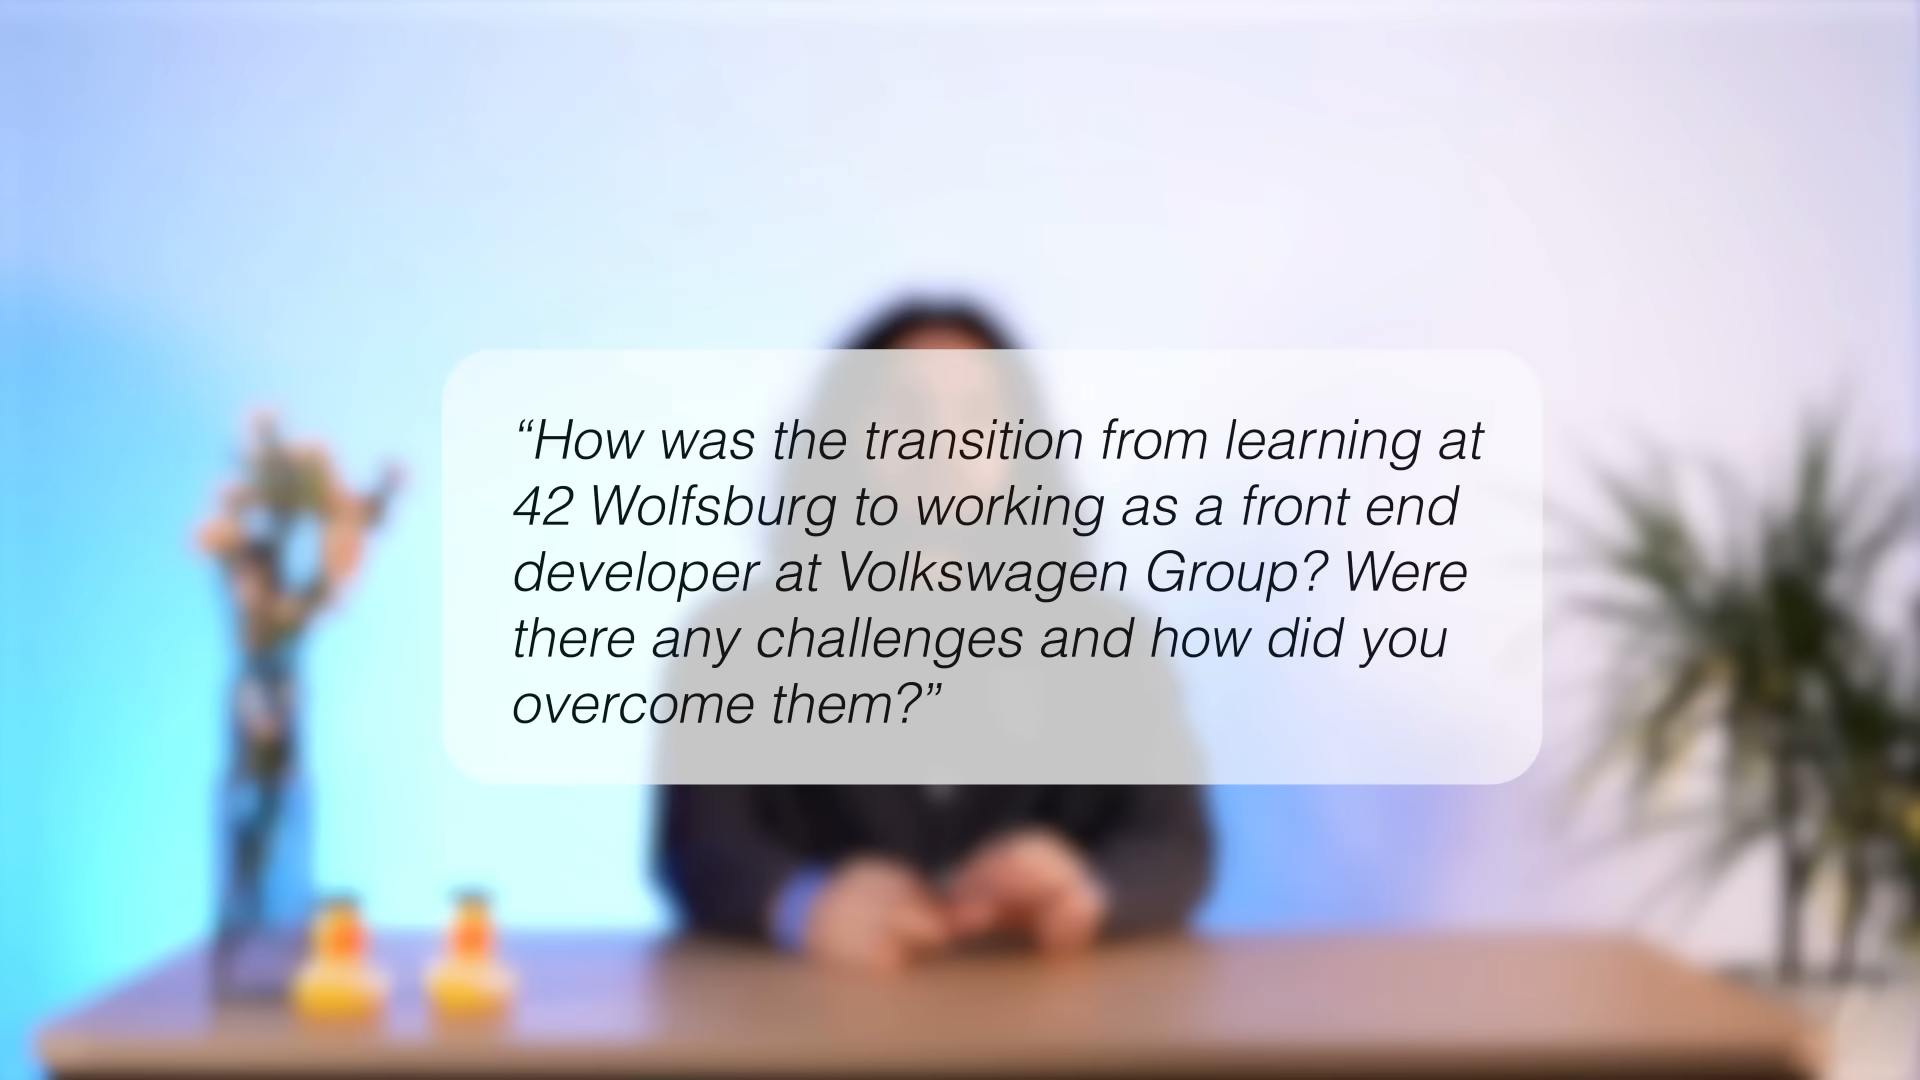 “How was the transition from learning at
42 Wolfsburg to working as a front end
developer at Volkswagen Group? Were
there any challenges and how did you
overcome them?”